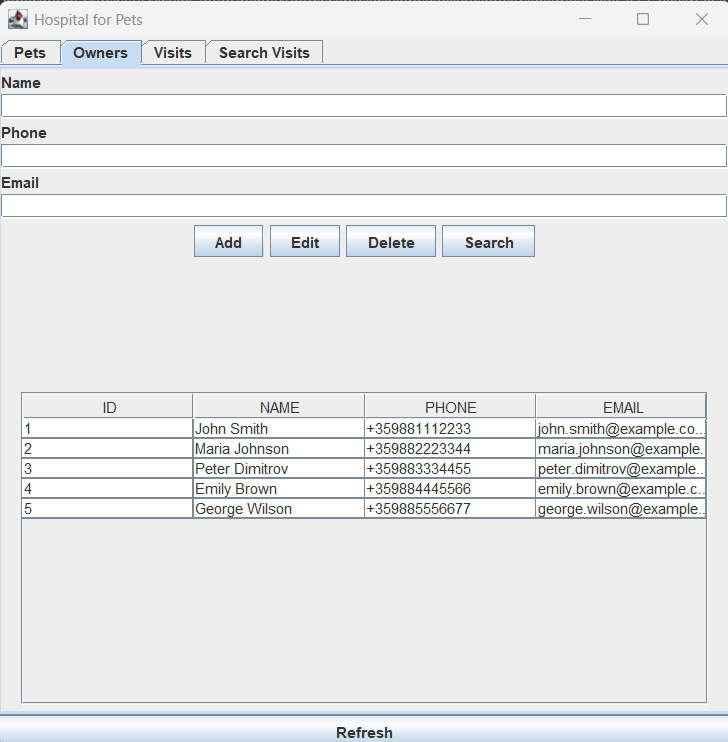 Hospital for Pets
Pets Owners Visits Search Visits
Name
Phone
Email
Add Edit Delete Search
ID NAME PHONE EMAIL
1 John Smith +359881112233 john.smith@example.co...
2 Maria Johnson +359882223344 maria.johnson@example.
3 Peter Dimitrov +359883334455 peter.dimitrov@example..
4 Emily Brown +359884445566 emily.brown@example.c...
5 George Wilson +359885556677 george.wilson@example..
Refresh